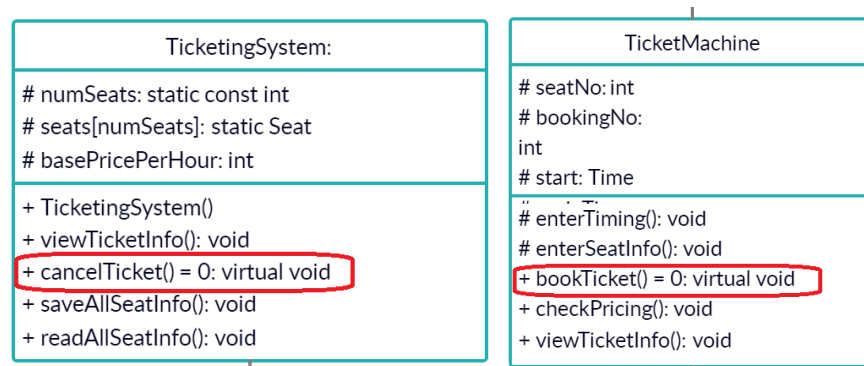 TicketingSystem:
# numSeats: static const int
# seats[numSeats]: static Seat
# basePricePerHour: int
+ TicketingSystem()
+ viewTicketInfo(): void
+ cancelTicket() = 0: virtual void
+ saveAllSeatInfo(): void
+ readAllSeatInfo(): void
TicketMachine
# seatNo: int
# bookingNo:
int
# start: Time
# enterTiming(): void
# enterSeatInfo(): void
+ bookTicket() = 0: virtual void
+ checkPricing(): void
+ viewTicketInfo(): void